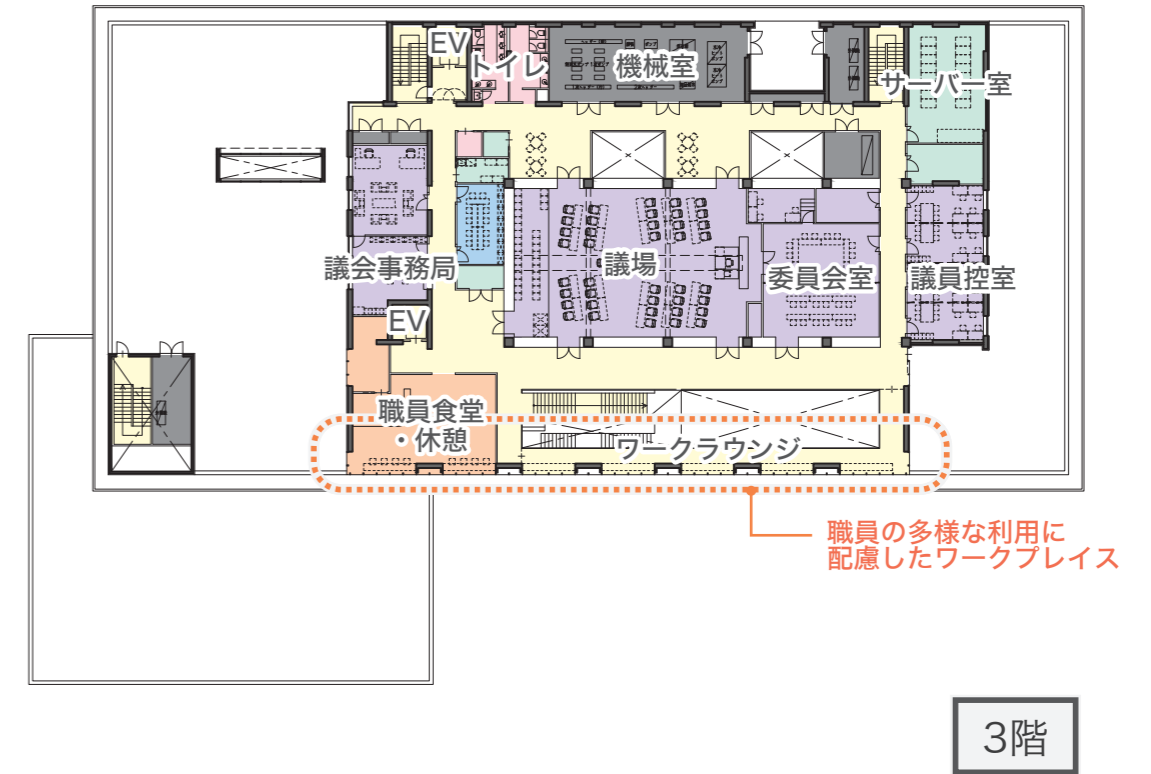 EV
トイレ
機械室
サーバー室
議会事務局
議場
委員会室
議員控室
EV
職員食堂
・休憩
ワークラウンジ
職員の多様な利用に
配慮したワークプレイス
3階